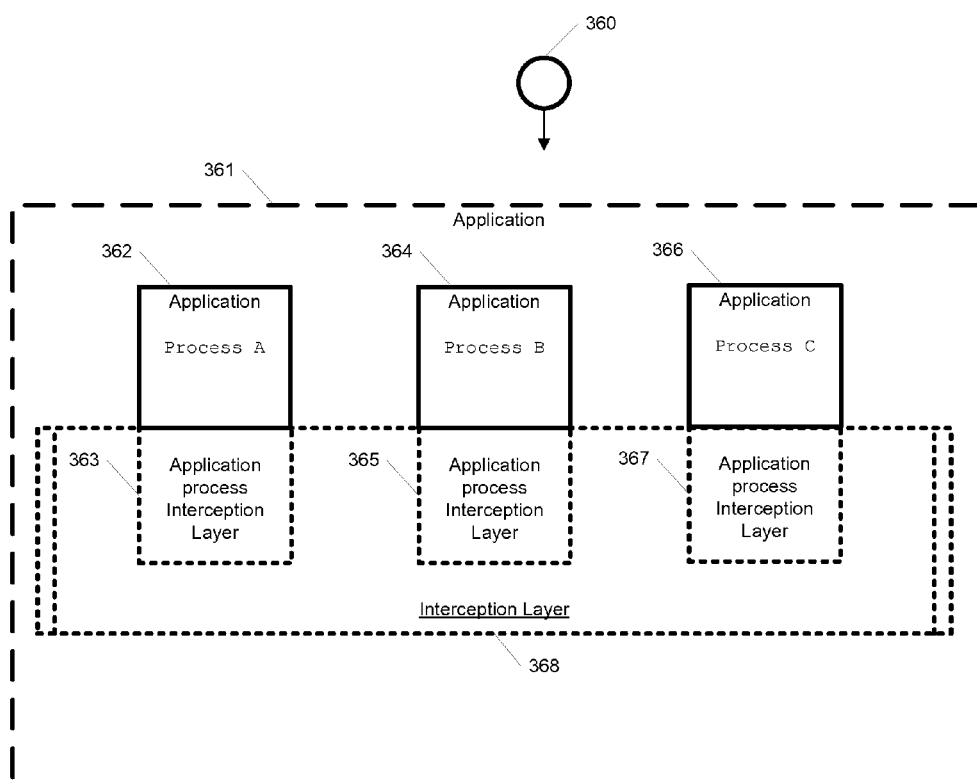 360
361
Application
362
364
366
Application
Process A
Application
Process B
Application
Process C
363
Application
process
Interception
Layer
365
Application
process
Interception
Layer
367
Application
process
Interception
Layer
Interception Layer
368